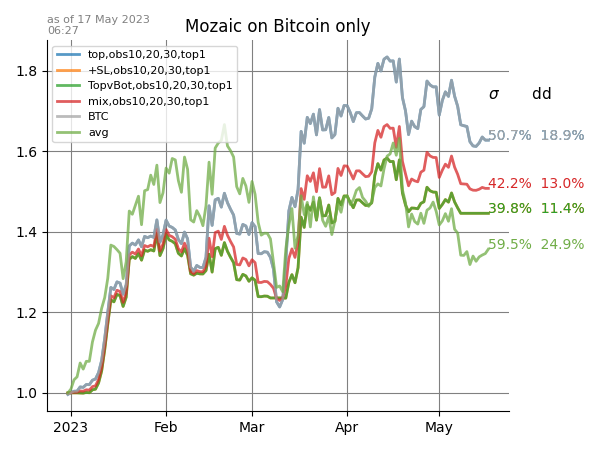 as of 17 May 2023
06:27
Mozaic on Bitcoin only
top,obs10,20,30,top1
+SL,obs10,20,30,top1
TopvBot,obs10,20,30,top1
mix,obs10,20,30,top1
BTC
avg
σ dd
50.7% 18.9%
42.2% 13.0%
39.8% 11.4%
59.5% 24.9%
1.8
1.6
1.4
1.2
1.0
2023 Feb Mar Apr May